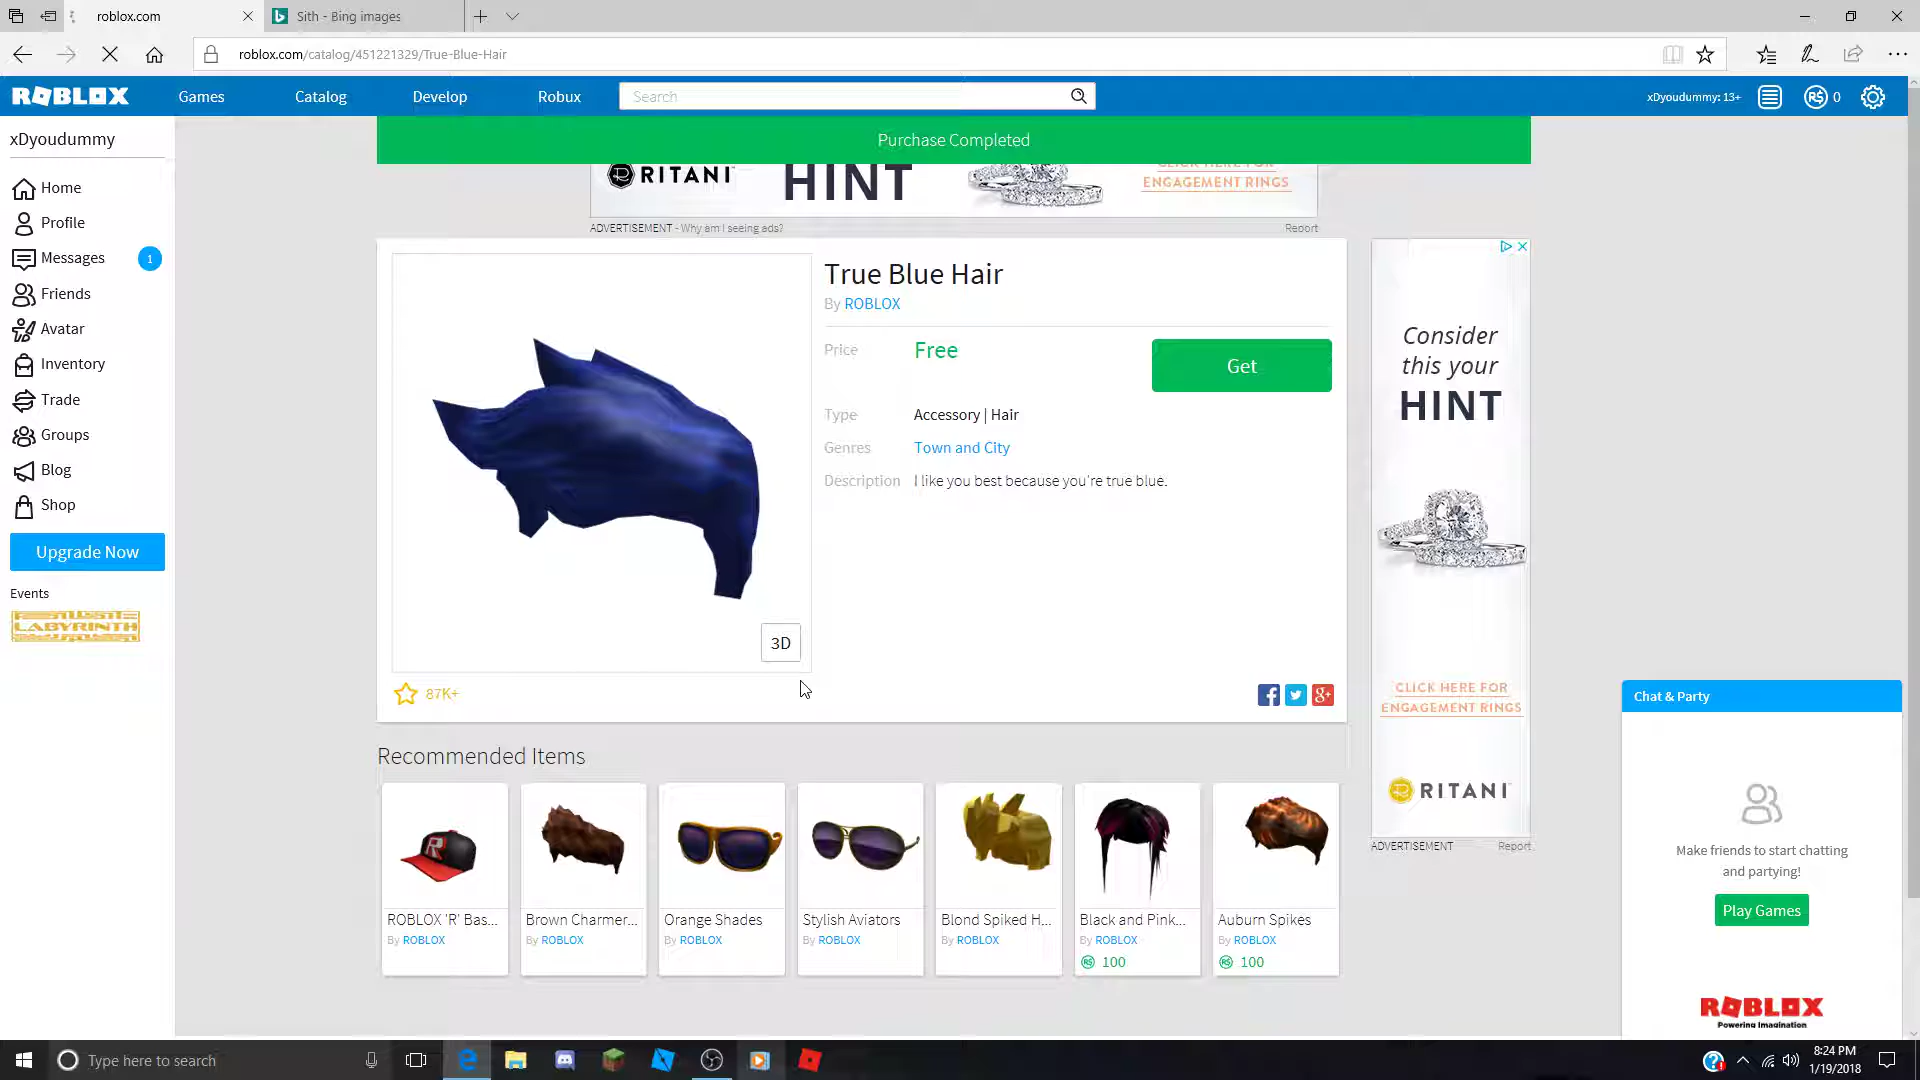 roblox.com
Sith - Bing images
roblox.com/catalog/451221329/True-Blue-Hair
ROBLOX
Games
Catalog
Develop
Robux
Search
xDyoudummy: 13+
R$ 0
xDyoudummy
Purchase Completed
RITANI
HINT
CLICK HERE FOR
ENGAGEMENT RINGS
ADVERTISEMENT - Why am I seeing ads?
Report
Home
Profile
Messages
1
Friends
Avatar
Inventory
Trade
Groups
Blog
Shop
Upgrade Now
Events
LABYRINTH
True Blue Hair
By ROBLOX
Price Free
Get
Type Accessory | Hair
Genres Town and City
Description I like you best because you're true blue.
3D
87K+
Consider
this your
HINT
CLICK HERE FOR
ENGAGEMENT RINGS
RITANI
ADVERTISEMENT
Report
Recommended Items
ROBLOX 'R' Bas...
By ROBLOX
Brown Charmer...
By ROBLOX
Orange Shades
By ROBLOX
Stylish Aviators
By ROBLOX
Blond Spiked H...
By ROBLOX
Black and Pink...
By ROBLOX
R$ 100
Auburn Spikes
By ROBLOX
R$ 100
Chat & Party
Make friends to start chatting
and partying!
Play Games
ROBLOX
Powering Imagination
Type here to search
8:24 PM
1/19/2018